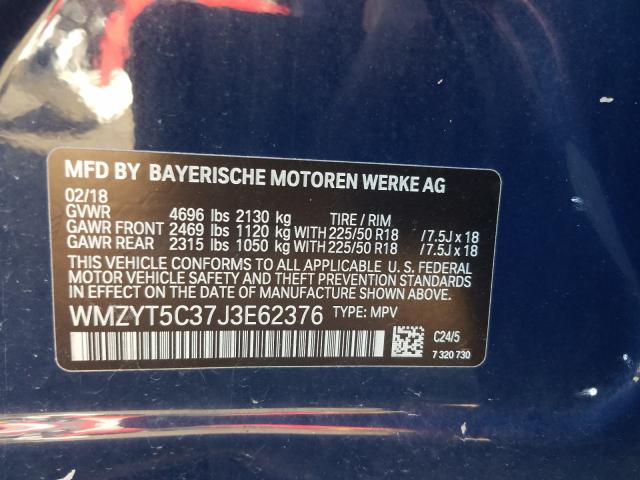 MFD BY BAYERISCHE MOTOREN WERKE AG
02/18
GVWR 4696 lbs 2130 kg TIRE / RIM
GAWR FRONT 2469 lbs 1120 kg WITH 225/50 R18 /7.5J x 18
GAWR REAR 2315 lbs 1050 kg WITH 225/50 R18 /7.5J x 18
THIS VEHICLE CONFORMS TO ALL APPLICABLE U. S. FEDERAL
MOTOR VEHICLE SAFETY AND THEFT PREVENTION STANDARDS
IN EFFECT ON THE DATE OF MANUFACTURE SHOWN ABOVE.
WMZYT5C37J3E62376 TYPE: MPV
C24/5
7 320 730